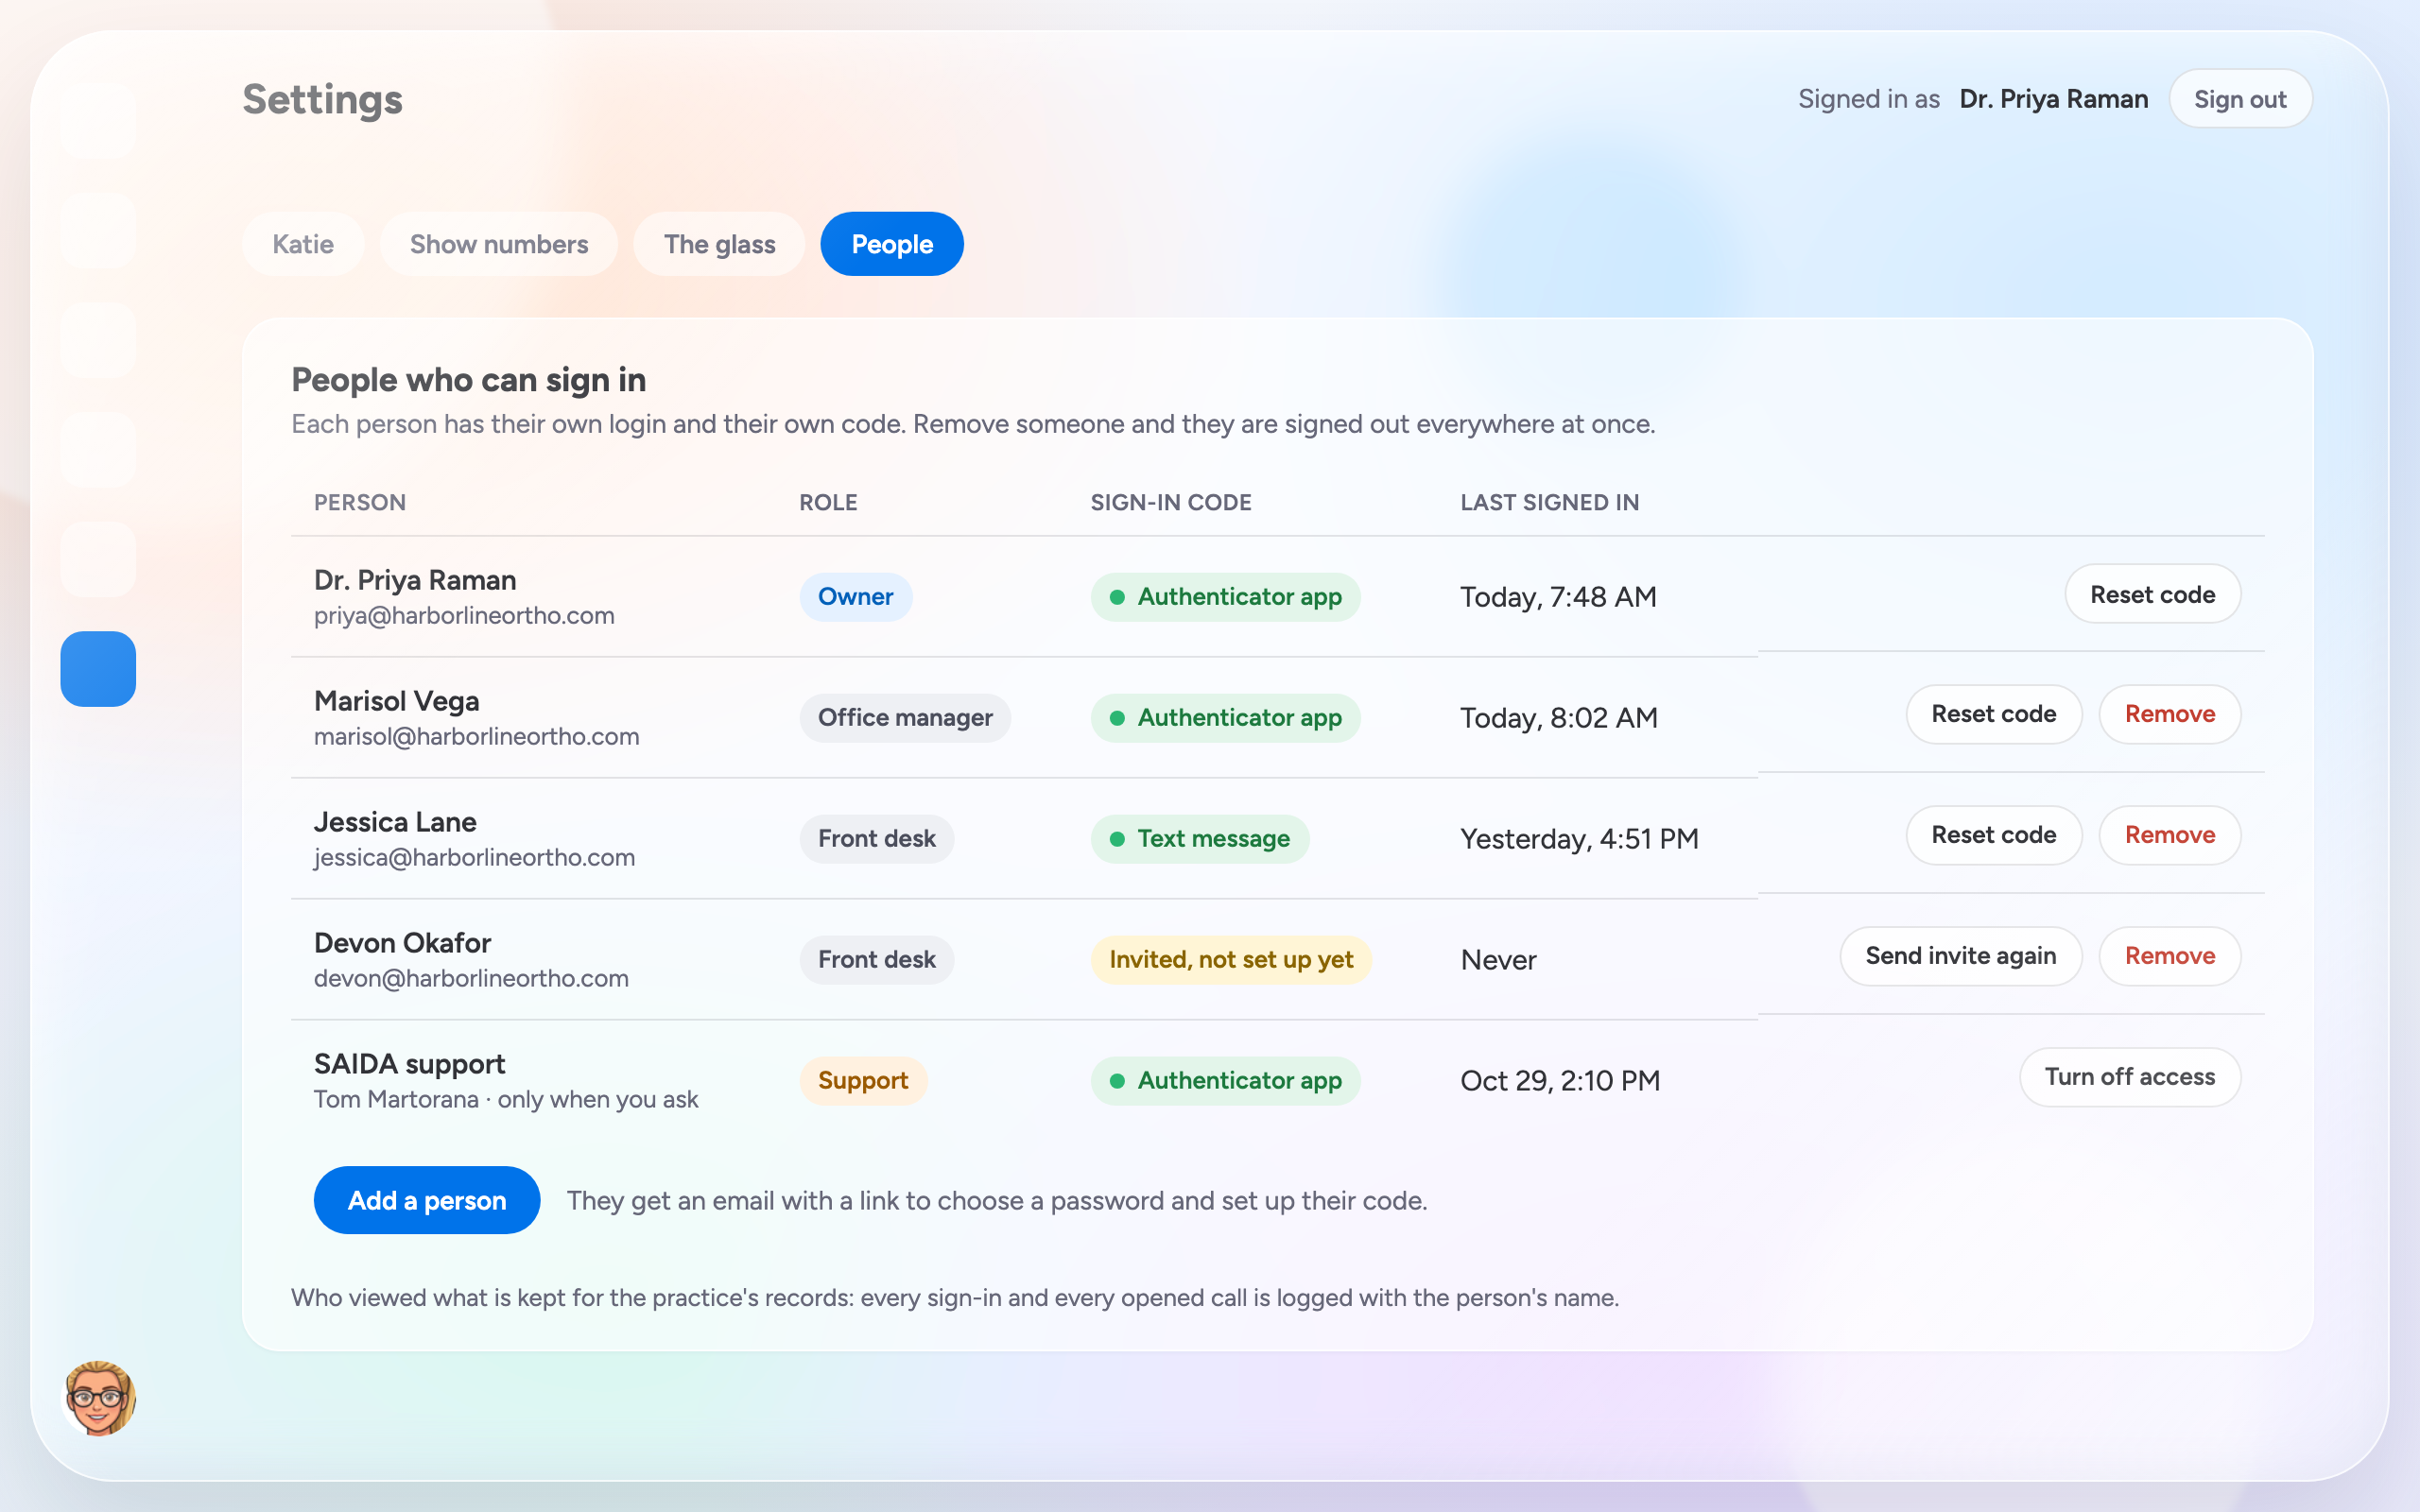 Settings
Signed in as Dr. Priya Raman Sign out
Katie Show numbers The glass People
People who can sign in
Each person has their own login and their own code. Remove someone and they are signed out everywhere at once.
PERSON ROLE SIGN-IN CODE LAST SIGNED IN
Dr. Priya Raman
priya@harborlineortho.com
Owner Authenticator app Today, 7:48 AM Reset code
Marisol Vega
marisol@harborlineortho.com
Office manager Authenticator app Today, 8:02 AM Reset code Remove
Jessica Lane
jessica@harborlineortho.com
Front desk Text message Yesterday, 4:51 PM Reset code Remove
Devon Okafor
devon@harborlineortho.com
Front desk Invited, not set up yet Never Send invite again Remove
SAIDA support
Tom Martorana · only when you ask
Support Authenticator app Oct 29, 2:10 PM Turn off access
Add a person They get an email with a link to choose a password and set up their code.
Who viewed what is kept for the practice's records: every sign-in and every opened call is logged with the person's name.